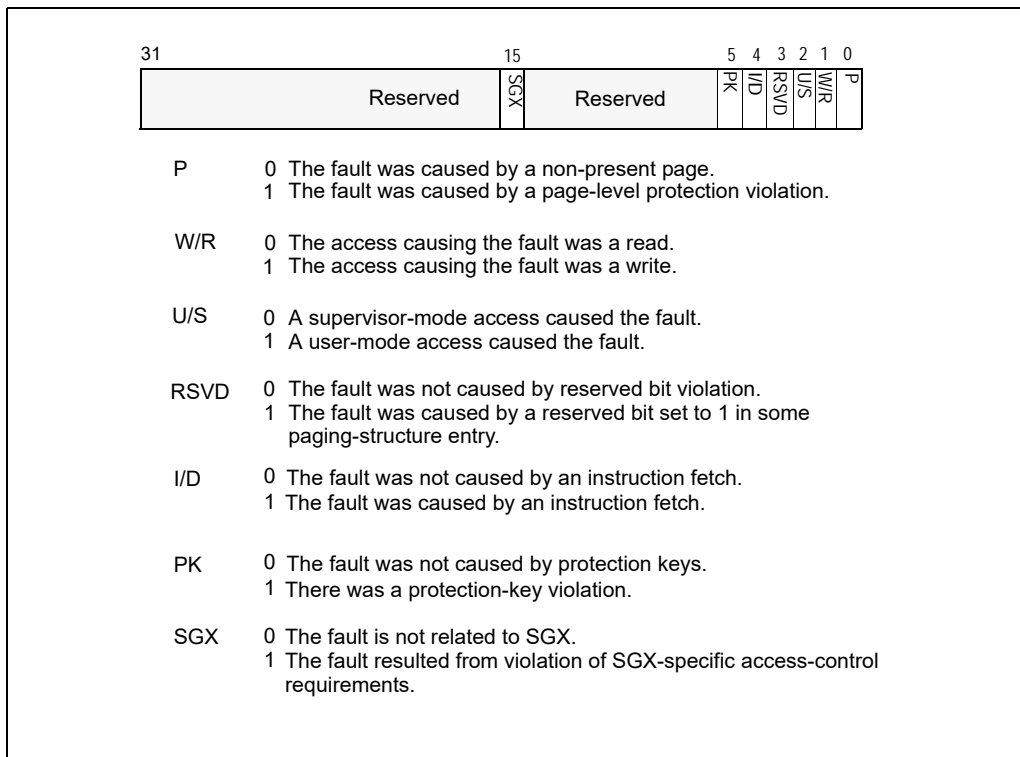 31 15 5 4 3 2 1 0
Reserved SGX Reserved PK I/D RSVD U/S W/R P
P 0 The fault was caused by a non-present page.
1 The fault was caused by a page-level protection violation.
W/R 0 The access causing the fault was a read.
1 The access causing the fault was a write.
U/S 0 A supervisor-mode access caused the fault.
1 A user-mode access caused the fault.
RSVD 0 The fault was not caused by reserved bit violation.
1 The fault was caused by a reserved bit set to 1 in some
paging-structure entry.
I/D 0 The fault was not caused by an instruction fetch.
1 The fault was caused by an instruction fetch.
PK 0 The fault was not caused by protection keys.
1 There was a protection-key violation.
SGX 0 The fault is not related to SGX.
1 The fault resulted from violation of SGX-specific access-control
requirements.